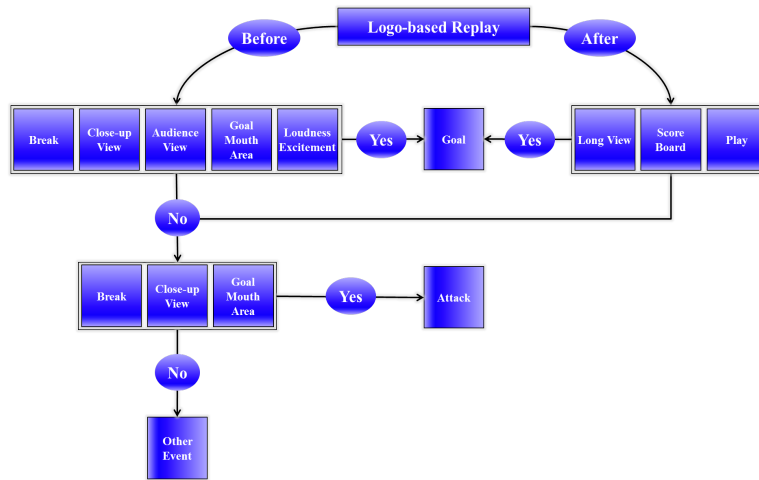 Logo-based Replay
Before
After
Break
Close-up
View
Audience
View
Goal
Mouth
Area
Loudness
Excitement
Yes
Goal
Yes
Long View
Score
Board
Play
No
Break
Close-up
View
Goal
Mouth
Area
Yes
Attack
No
Other
Event